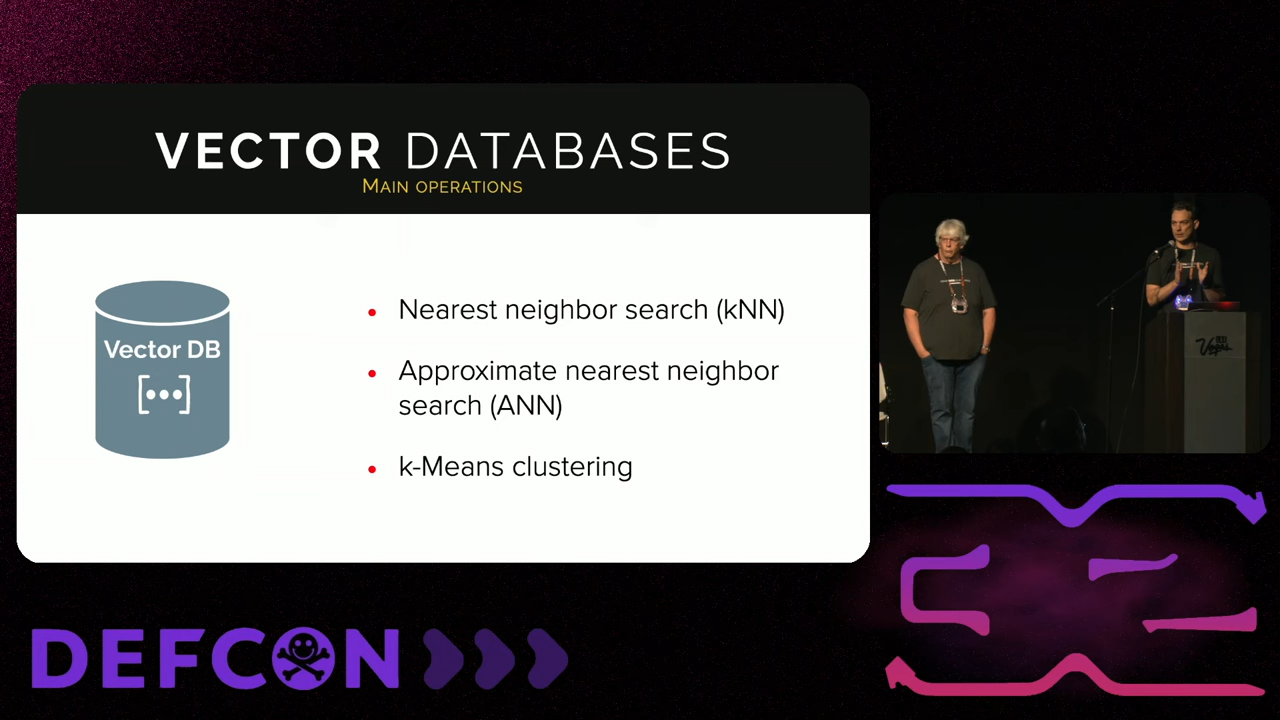 VECTOR DATABASES
MAIN OPERATIONS
Vector DB
[•••]
• Nearest neighbor search (kNN)
• Approximate nearest neighbor
search (ANN)
• k-Means clustering
DEFCON